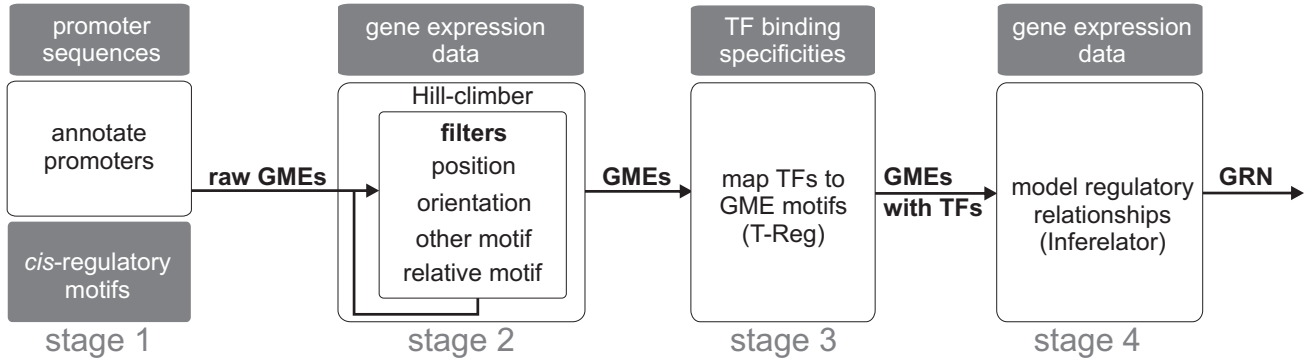 promoter
sequences
annotate
promoters
cis-regulatory
motifs
stage 1
raw GMEs
gene expression
data
Hill-climber
filters
position
orientation
other motif
relative motif
stage 2
GMEs
TF binding
specificities
map TFs to
GME motifs
(T-Reg)
stage 3
GMEs
with TFs
gene expression
data
model regulatory
relationships
(Inferelator)
stage 4
GRN